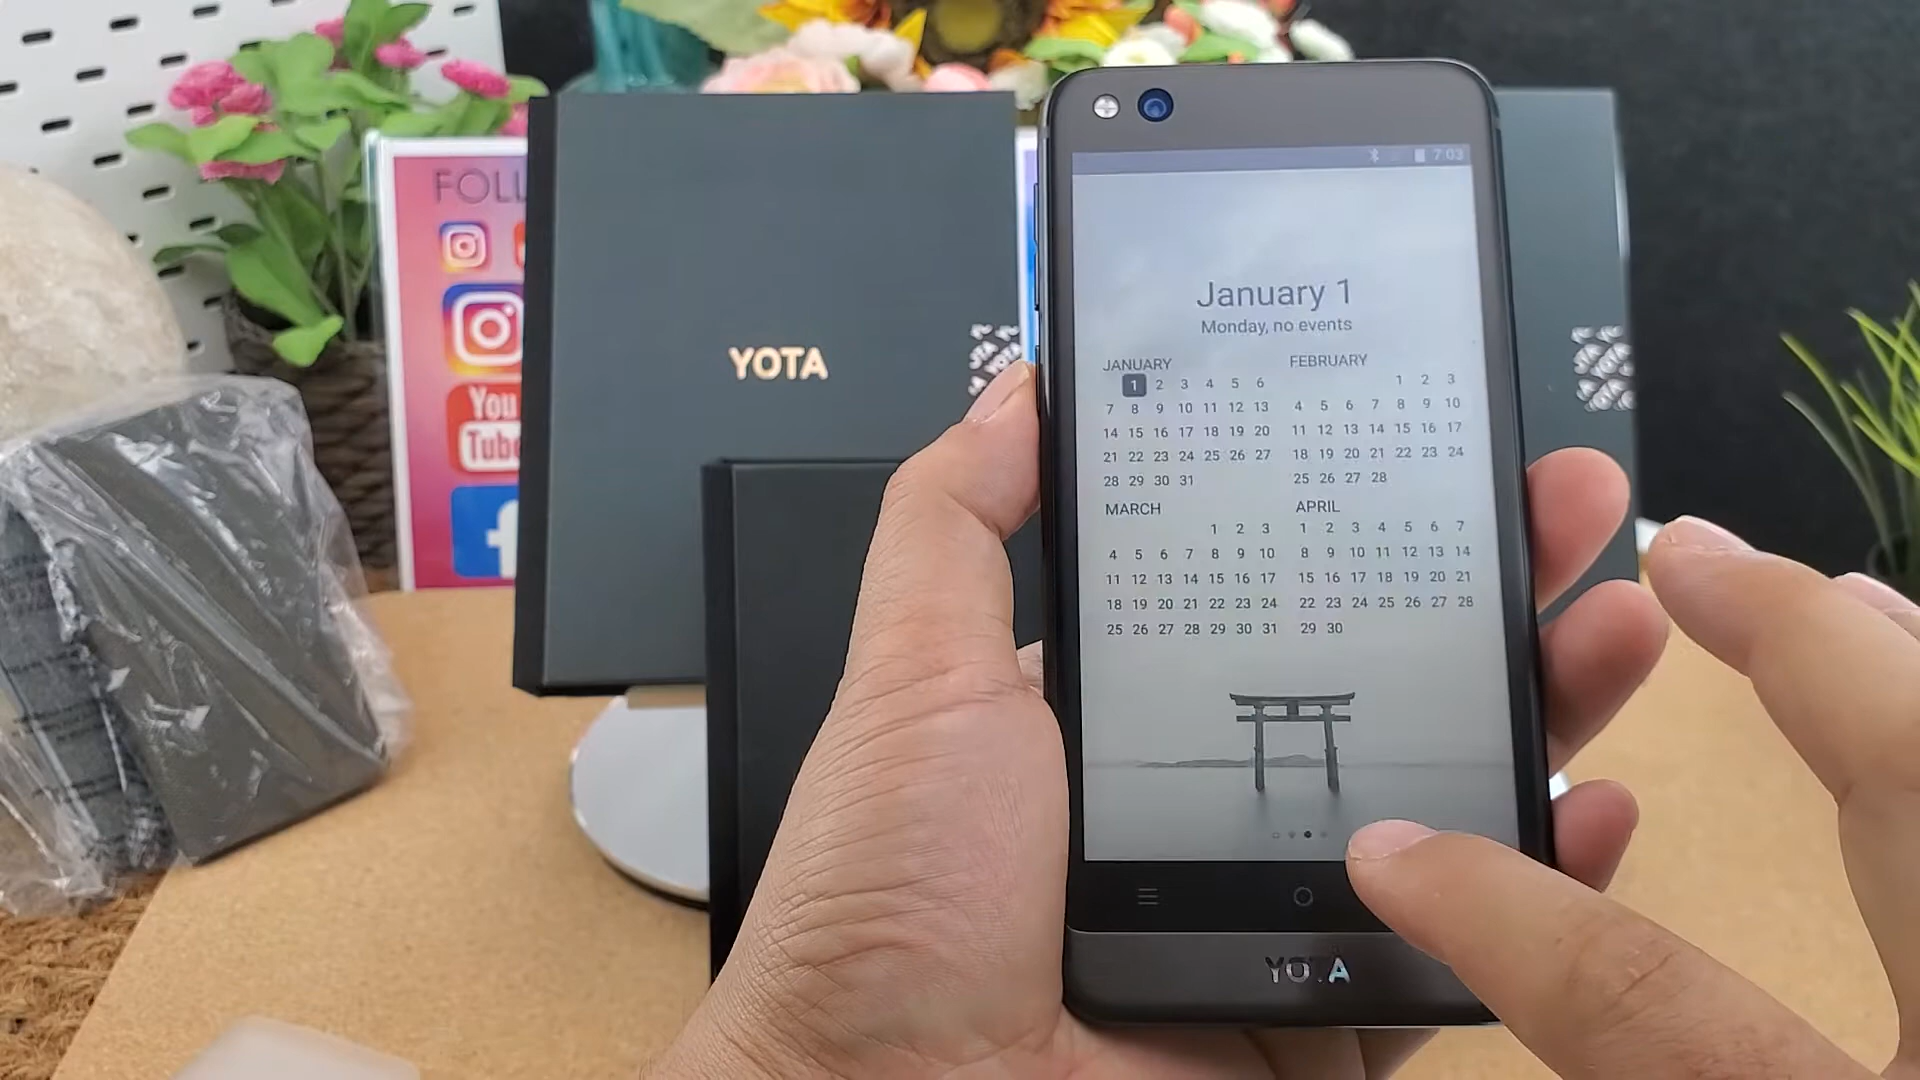 FOLL
YOTA
You
Tube
7:03
January 1
Monday, no events
JANUARY
1 2 3 4 5 6
7 8 9 10 11 12 13
14 15 16 17 18 19 20
21 22 23 24 25 26 27
28 29 30 31
FEBRUARY
1 2 3
4 5 6 7 8 9 10
11 12 13 14 15 16 17
18 19 20 21 22 23 24
25 26 27 28
MARCH
1 2 3
4 5 6 7 8 9 10
11 12 13 14 15 16 17
18 19 20 21 22 23 24
25 26 27 28 29 30 31
APRIL
1 2 3 4 5 6 7
8 9 10 11 12 13 14
15 16 17 18 19 20 21
22 23 24 25 26 27 28
29 30
YOTA